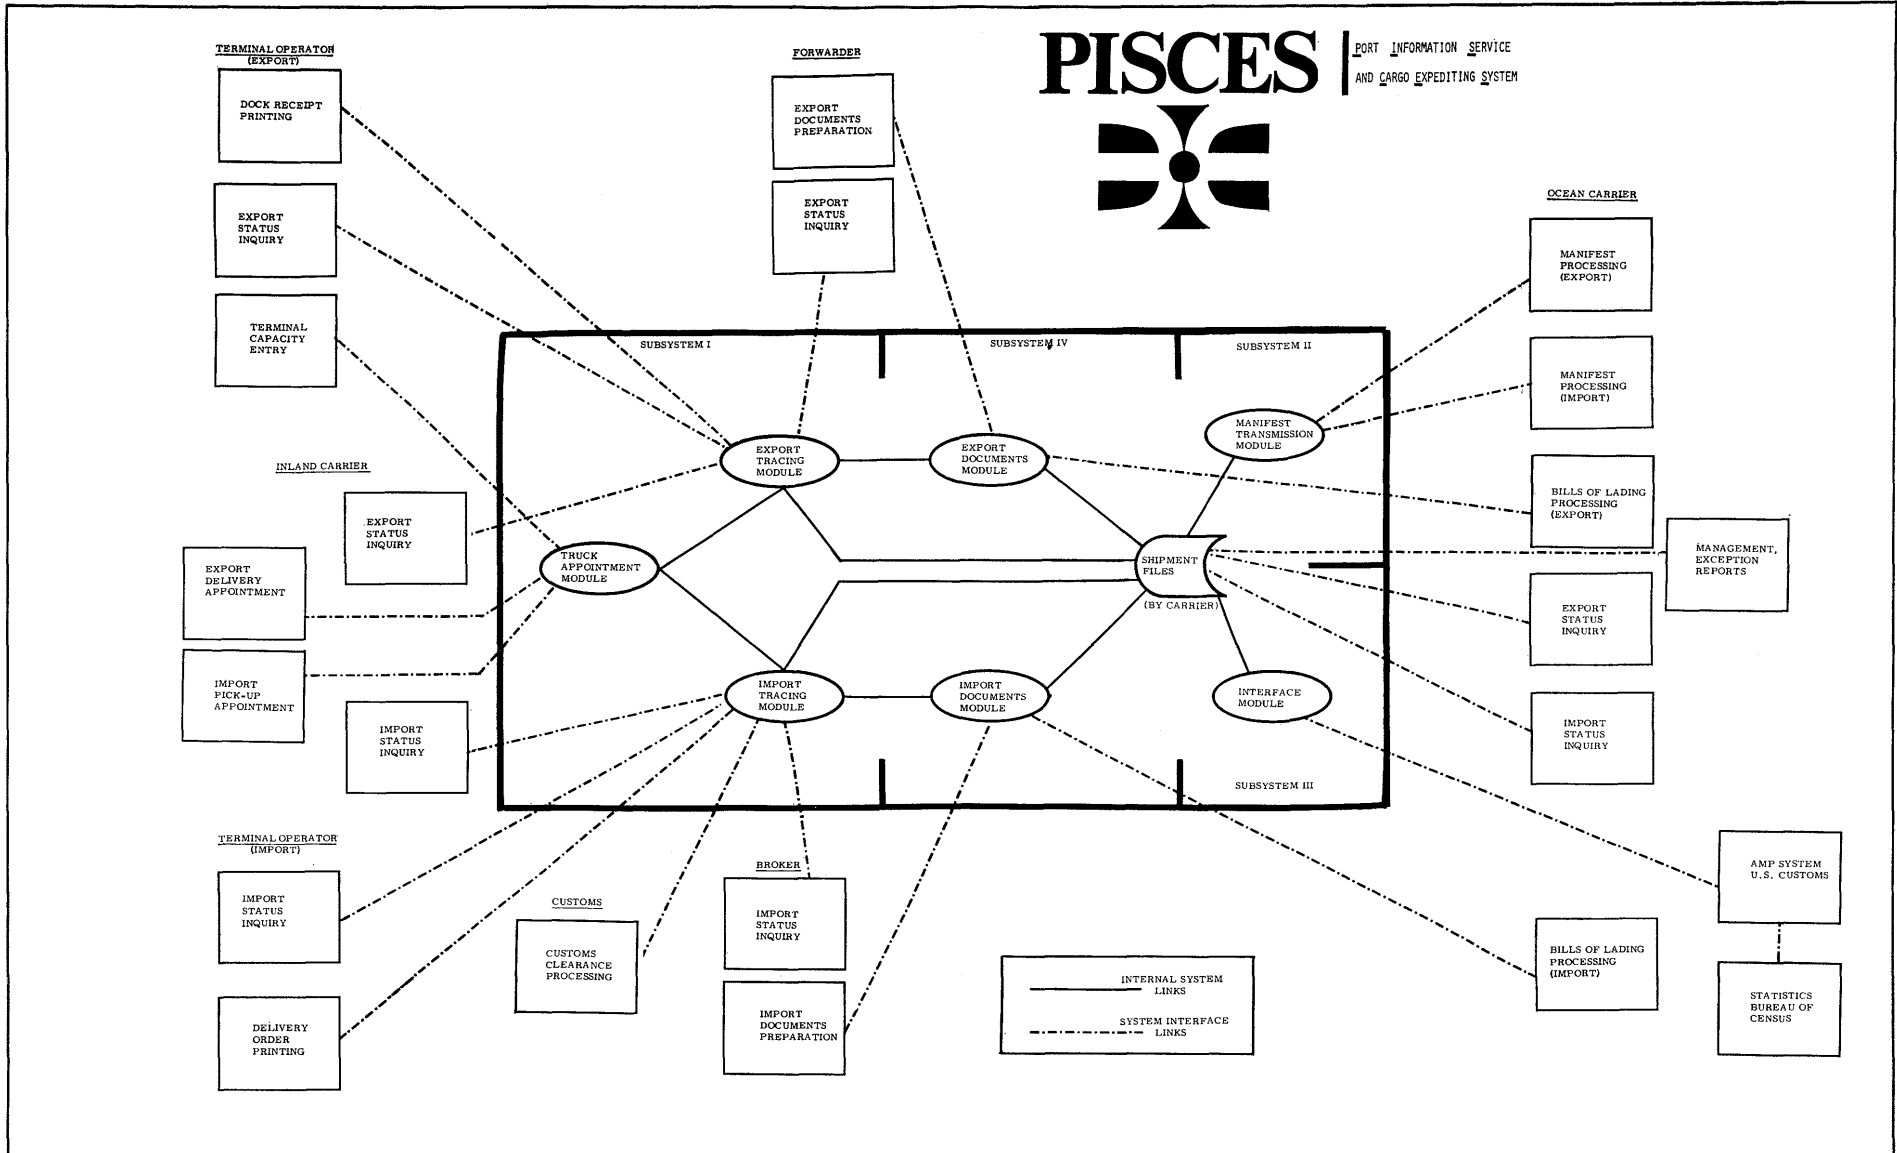 PISCES
PORT INFORMATION SERVICE
AND CARGO EXPEDITING SYSTEM
TERMINAL OPERATOR
(EXPORT)
DOCK RECEIPT
PRINTING
EXPORT
STATUS
INQUIRY
TERMINAL
CAPACITY
ENTRY
FORWARDER
EXPORT
DOCUMENTS
PREPARATION
EXPORT
STATUS
INQUIRY
OCEAN CARRIER
MANIFEST
PROCESSING
(EXPORT)
MANIFEST
PROCESSING
(IMPORT)
BILLS OF LADING
PROCESSING
(EXPORT)
MANAGEMENT,
EXCEPTION
REPORTS
EXPORT
STATUS
INQUIRY
IMPORT
STATUS
INQUIRY
SUBSYSTEM I
SUBSYSTEM IV
SUBSYSTEM II
EXPORT
TRACING
MODULE
EXPORT
DOCUMENTS
MODULE
MANIFEST
TRANSMISSION
MODULE
TRUCK
APPOINTMENT
MODULE
SHIPMENT
FILES
(BY CARRIER)
IMPORT
TRACING
MODULE
IMPORT
DOCUMENTS
MODULE
INTERFACE
MODULE
SUBSYSTEM III
INLAND CARRIER
EXPORT
STATUS
INQUIRY
EXPORT
DELIVERY
APPOINTMENT
IMPORT
PICK-UP
APPOINTMENT
IMPORT
STATUS
INQUIRY
TERMINAL OPERATOR
(IMPORT)
IMPORT
STATUS
INQUIRY
DELIVERY
ORDER
PRINTING
CUSTOMS
CUSTOMS
CLEARANCE
PROCESSING
BROKER
IMPORT
STATUS
INQUIRY
IMPORT
DOCUMENTS
PREPARATION
INTERNAL SYSTEM
LINKS
SYSTEM INTERFACE
LINKS
BILLS OF LADING
PROCESSING
(IMPORT)
AMP SYSTEM
U.S. CUSTOMS
STATISTICS
BUREAU OF
CENSUS